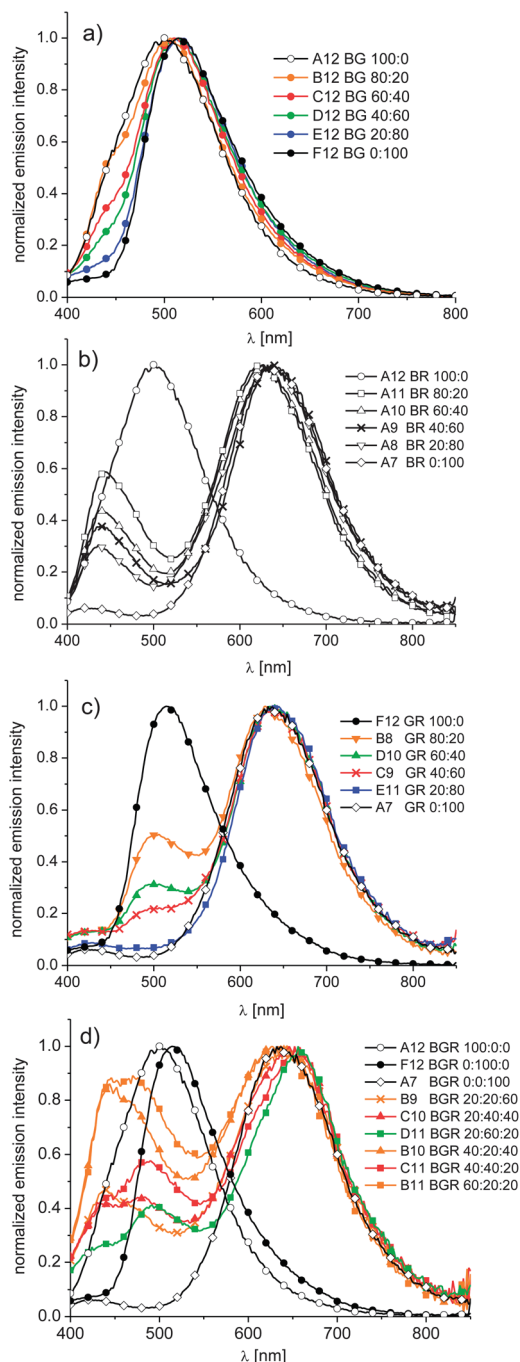 a)
A12 BG 100:0
B12 BG 80:20
C12 BG 60:40
D12 BG 40:60
E12 BG 20:80
F12 BG 0:100
normalized emission intensity
1.0
0.8
0.6
0.4
0.2
0.0
400 450 500 550 600 650 700 750 800
λ [nm]
b)
A12 BR 100:0
A11 BR 80:20
A10 BR 60:40
A9 BR 40:60
A8 BR 20:80
A7 BR 0:100
normalized emission intensity
1.0
0.8
0.6
0.4
0.2
0.0
400 500 600 700 800
λ [nm]
c)
F12 GR 100:0
B8 GR 80:20
D10 GR 60:40
C9 GR 40:60
E11 GR 20:80
A7 GR 0:100
normalized emission intensity
1.0
0.8
0.6
0.4
0.2
0.0
400 500 600 700 800
λ [nm]
d)
A12 BGR 100:0:0
F12 BGR 0:100:0
A7 BGR 0:0:100
B9 BGR 20:20:60
C10 BGR 20:40:40
D11 BGR 20:60:20
B10 BGR 40:20:40
C11 BGR 40:40:20
B11 BGR 60:20:20
normalized emission intensity
1.0
0.8
0.6
0.4
0.2
0.0
400 500 600 700 800
λ [nm]